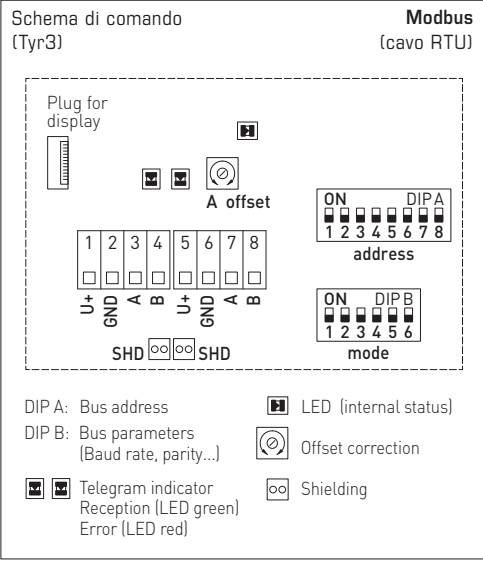 Schema di comando
(Tyr3)
Modbus
(cavo RTU)
Plug for
display
A offset
ON DIP A
1 2 3 4 5 6 7 8
address
1 2 3 4 5 6 7 8
U+ GND A B U+ GND A B
ON DIP B
1 2 3 4 5 6
mode
SHD SHD
DIP A: Bus address
DIP B: Bus parameters
(Baud rate, parity...)
Telegram indicator
Reception (LED green)
Error (LED red)
LED (internal status)
Offset correction
Shielding